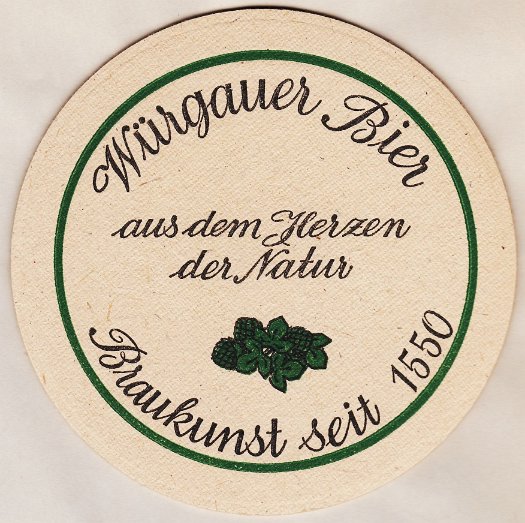 Würgauer Bier
aus dem Herzen
der Natur
Braukunst seit 1550